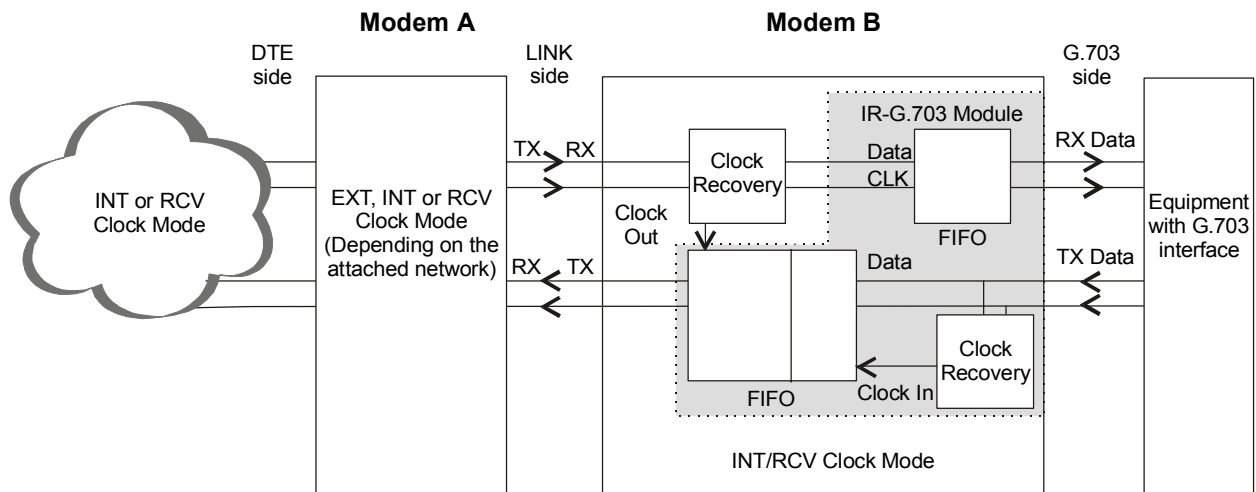 Modem A
Modem B
DTE
side
LINK
side
G.703
side
IR-G.703 Module
TX
RX
Clock
Recovery
Data
CLK
RX Data
INT or RCV
Clock Mode
EXT, INT or RCV
Clock Mode
(Depending on the
attached network)
Clock
Out
FIFO
Equipment
with G.703
interface
RX
TX
Data
TX Data
Clock
Recovery
Clock In
FIFO
INT/RCV Clock Mode